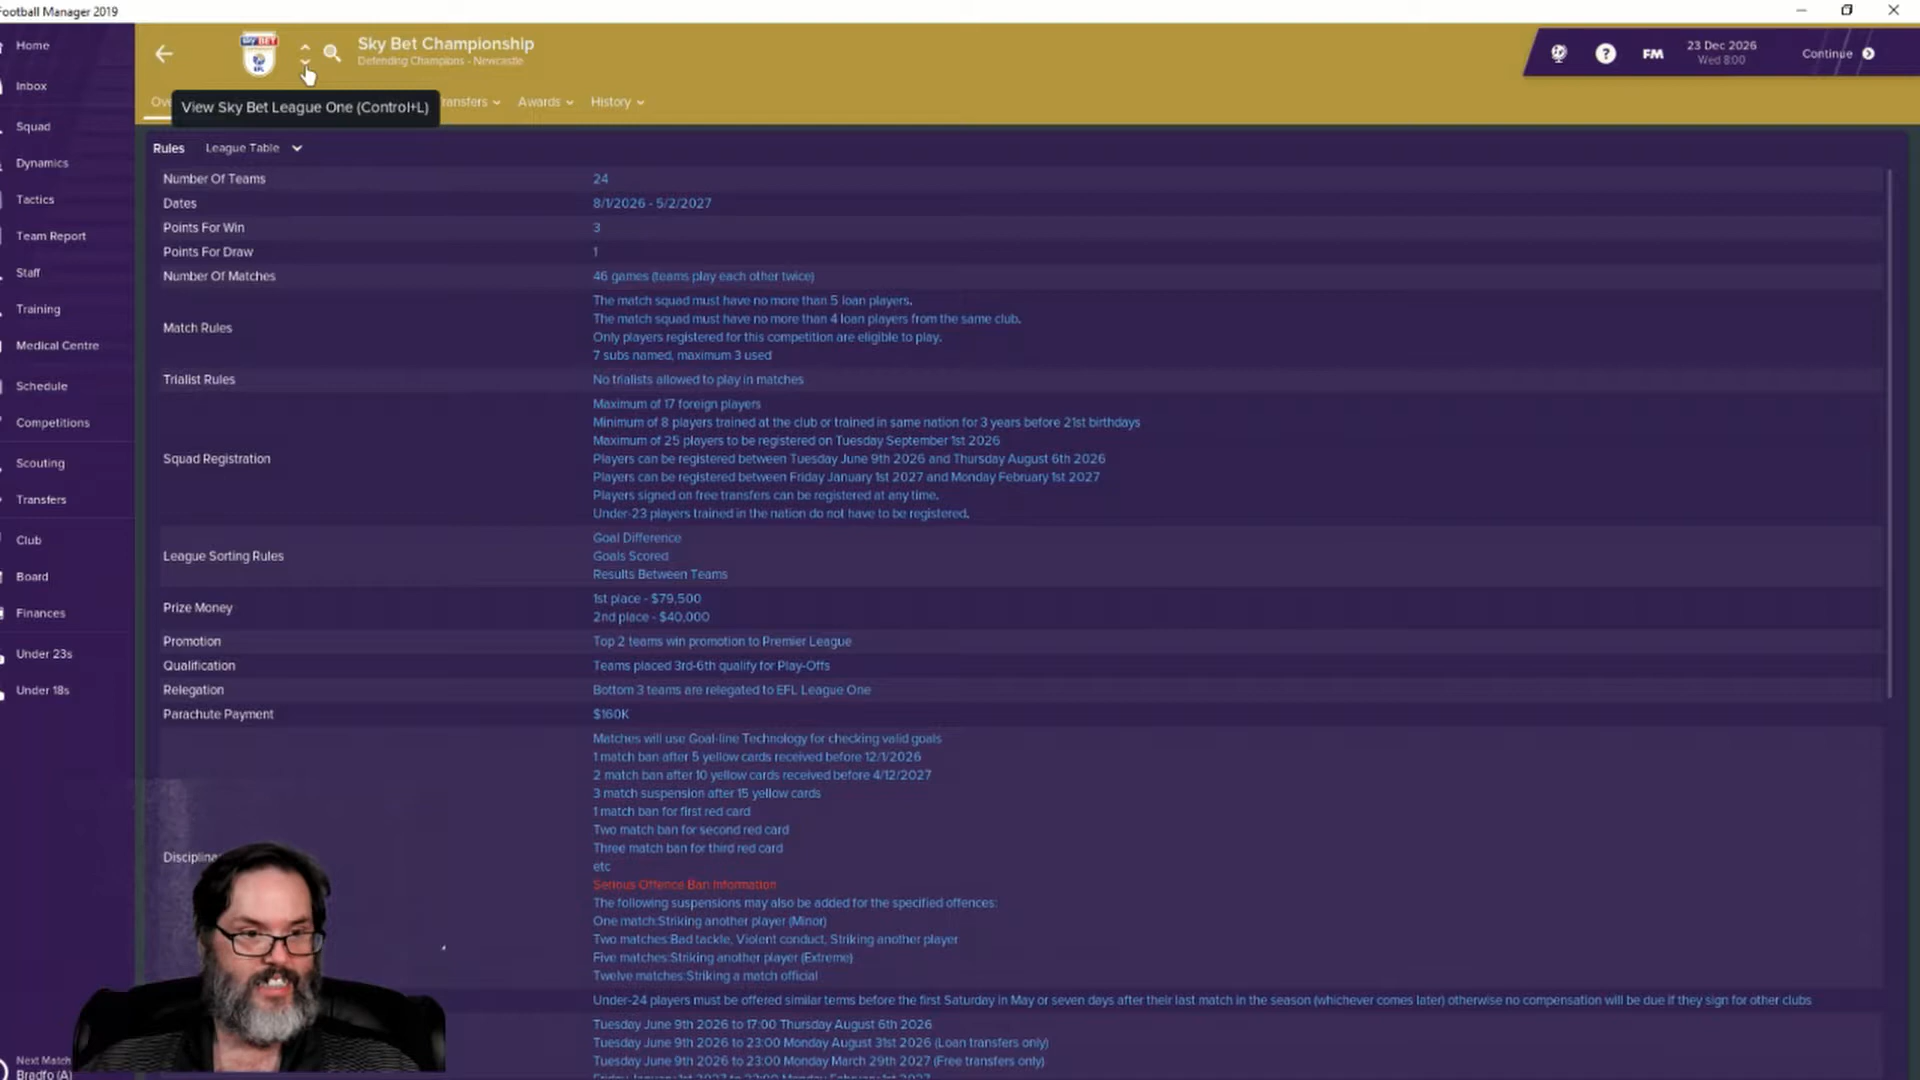 Football Manager 2019
Home
Inbox
Squad
Dynamics
Tactics
Team Report
Staff
Training
Medical Centre
Schedule
Competitions
Scouting
Transfers
Club
Board
Finances
Under 23s
Under 18s
Next Match
Bradfo (A)
SKY BET
EFL
Sky Bet Championship
Defending Champions - Newcastle
FM
23 Dec 2026
Wed 8:00
Continue
View Sky Bet League One (Control+L)
Awards
History
Rules League Table
Number Of Teams 24
Dates 8/1/2026 - 5/2/2027
Points For Win 3
Points For Draw 1
Number Of Matches 46 games (teams play each other twice)
Match Rules
The match squad must have no more than 5 loan players.
The match squad must have no more than 4 loan players from the same club.
Only players registered for this competition are eligible to play.
7 subs named, maximum 3 used
Trialist Rules No trialists allowed to play in matches
Squad Registration
Maximum of 17 foreign players
Minimum of 8 players trained at the club or trained in same nation for 3 years before 21st birthdays
Maximum of 25 players to be registered on Tuesday September 1st 2026
Players can be registered between Tuesday June 9th 2026 and Thursday August 6th 2026
Players can be registered between Friday January 1st 2027 and Monday February 1st 2027
Players signed on free transfers can be registered at any time.
Under-23 players trained in the nation do not have to be registered.
League Sorting Rules
Goal Difference
Goals Scored
Results Between Teams
Prize Money
1st place - $79,500
2nd place - $40,000
Promotion Top 2 teams win promotion to Premier League
Qualification Teams placed 3rd-6th qualify for Play-Offs
Relegation Bottom 3 teams are relegated to EFL League One
Parachute Payment $160K
Matches will use Goal-line Technology for checking valid goals
1 match ban after 5 yellow cards received before 12/1/2026
2 match ban after 10 yellow cards received before 4/12/2027
3 match suspension after 15 yellow cards
1 match ban for first red card
Two match ban for second red card
Three match ban for third red card
etc
Serious Offence Ban Information
The following suspensions may also be added for the specified offences:
One match:Striking another player (Minor)
Two matches:Bad tackle, Violent conduct, Striking another player
Five matches:Striking another player (Extreme)
Twelve matches:Striking a match official
Under-24 players must be offered similar terms before the first Saturday in May or seven days after their last match in the season (whichever comes later) otherwise no compensation will be due if they sign for other clubs
Tuesday June 9th 2026 to 17:00 Thursday August 6th 2026
Tuesday June 9th 2026 to 23:00 Monday August 31st 2026 (Loan transfers only)
Tuesday June 9th 2026 to 23:00 Monday March 29th 2027 (Free transfers only)